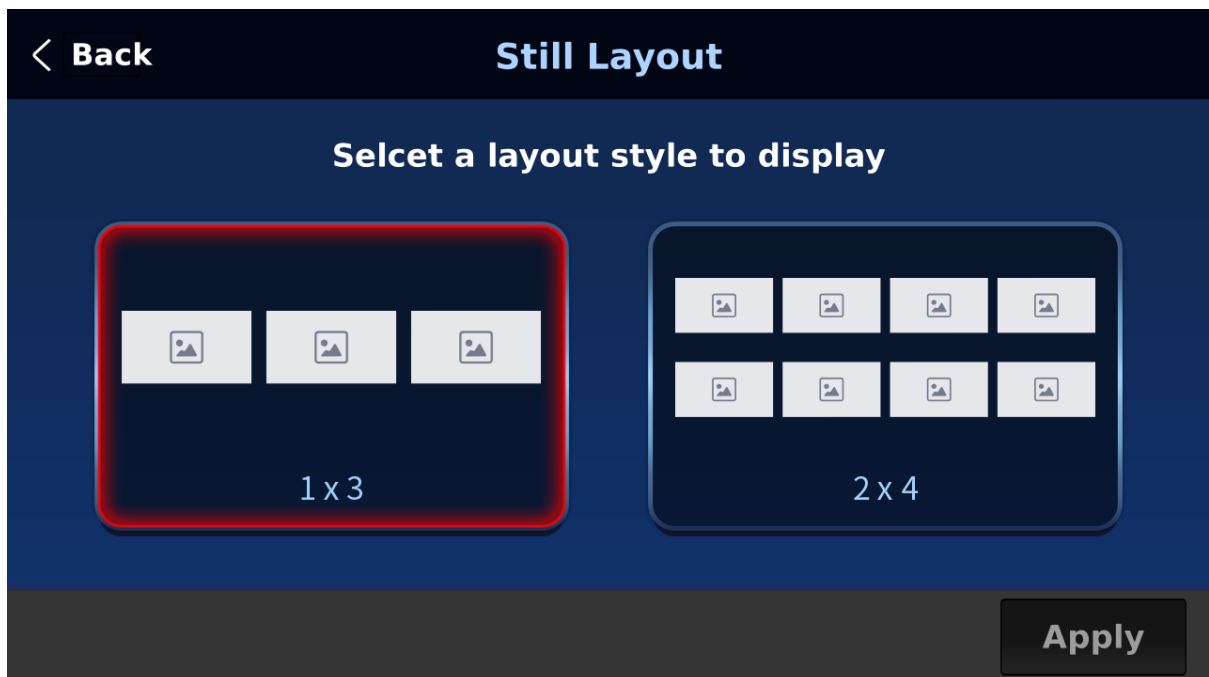 Back
Still Layout
Selcet a layout style to display
1 x 3
2 x 4
Apply